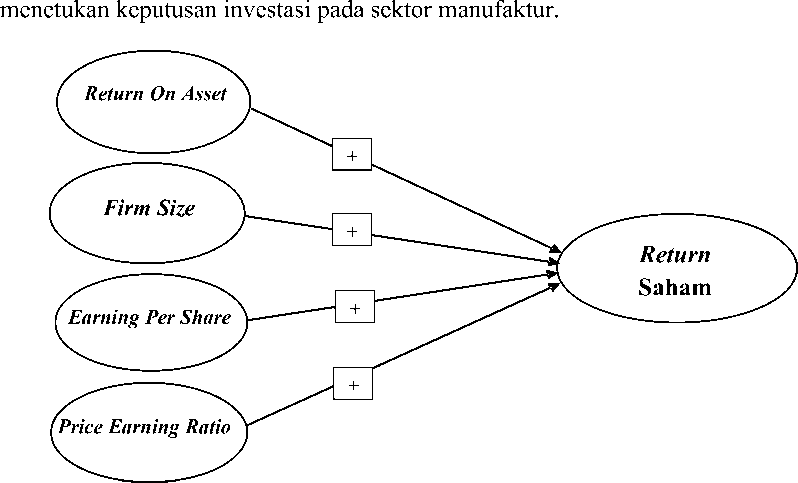 menetukan keputusan investasi pada sektor manufaktur.
Return On Asset
+
Firm Size
+
Return
Saham
Earning Per Share
+
+
Price Earning Ratio